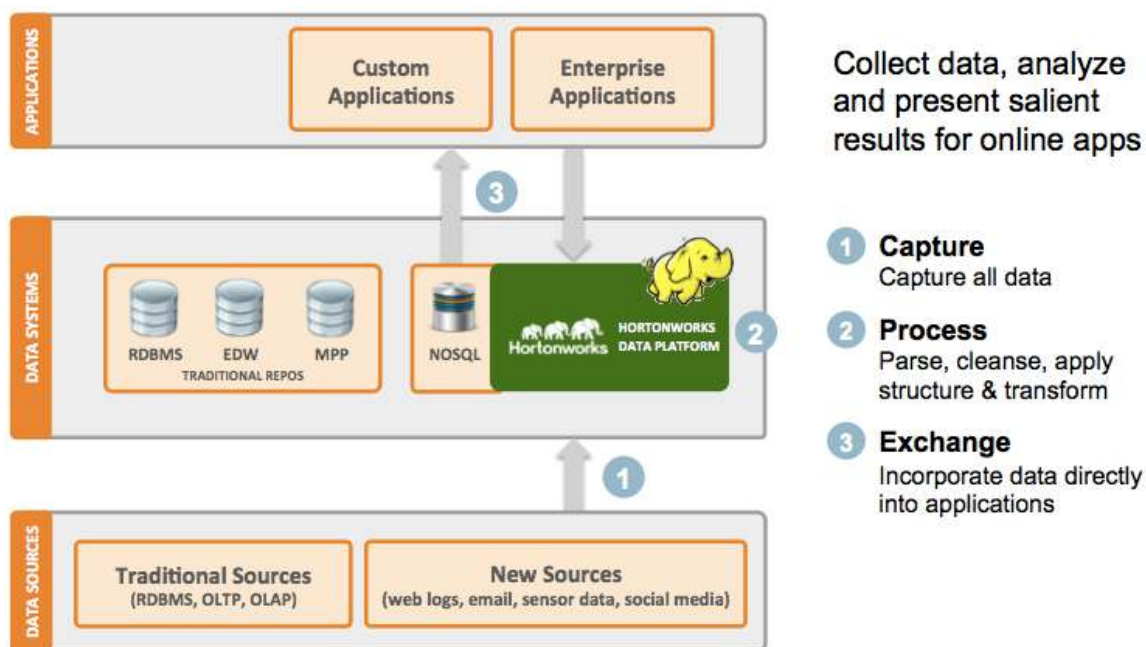 APPLICATIONS
Custom
Applications
Enterprise
Applications
3
DATA SYSTEMS
RDBMS
EDW
MPP
TRADITIONAL REPOS
NOSQL
Hortonworks
HORTONWORKS
DATA PLATFORM
2
1
DATA SOURCES
Traditional Sources
(RDBMS, OLTP, OLAP)
New Sources
(web logs, email, sensor data, social media)
Collect data, analyze
and present salient
results for online apps
1 Capture
Capture all data
2 Process
Parse, cleanse, apply
structure & transform
3 Exchange
Incorporate data directly
into applications